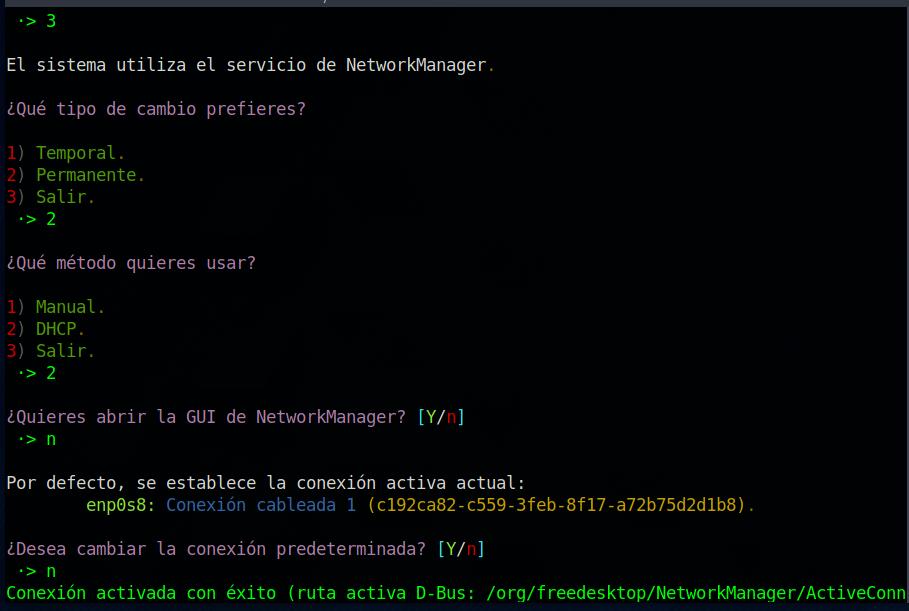 ·> 3
El sistema utiliza el servicio de NetworkManager.
¿Qué tipo de cambio prefieres?
1) Temporal.
2) Permanente.
3) Salir.
·> 2
¿Qué método quieres usar?
1) Manual.
2) DHCP.
3) Salir.
·> 2
¿Quieres abrir la GUI de NetworkManager? [Y/n]
·> n
Por defecto, se establece la conexión activa actual:
enp0s8: Conexión cableada 1 (c192ca82-c559-3feb-8f17-a72b75d2d1b8).
¿Desea cambiar la conexión predeterminada? [Y/n]
·> n
Conexión activada con éxito (ruta activa D-Bus: /org/freedesktop/NetworkManager/ActiveConn